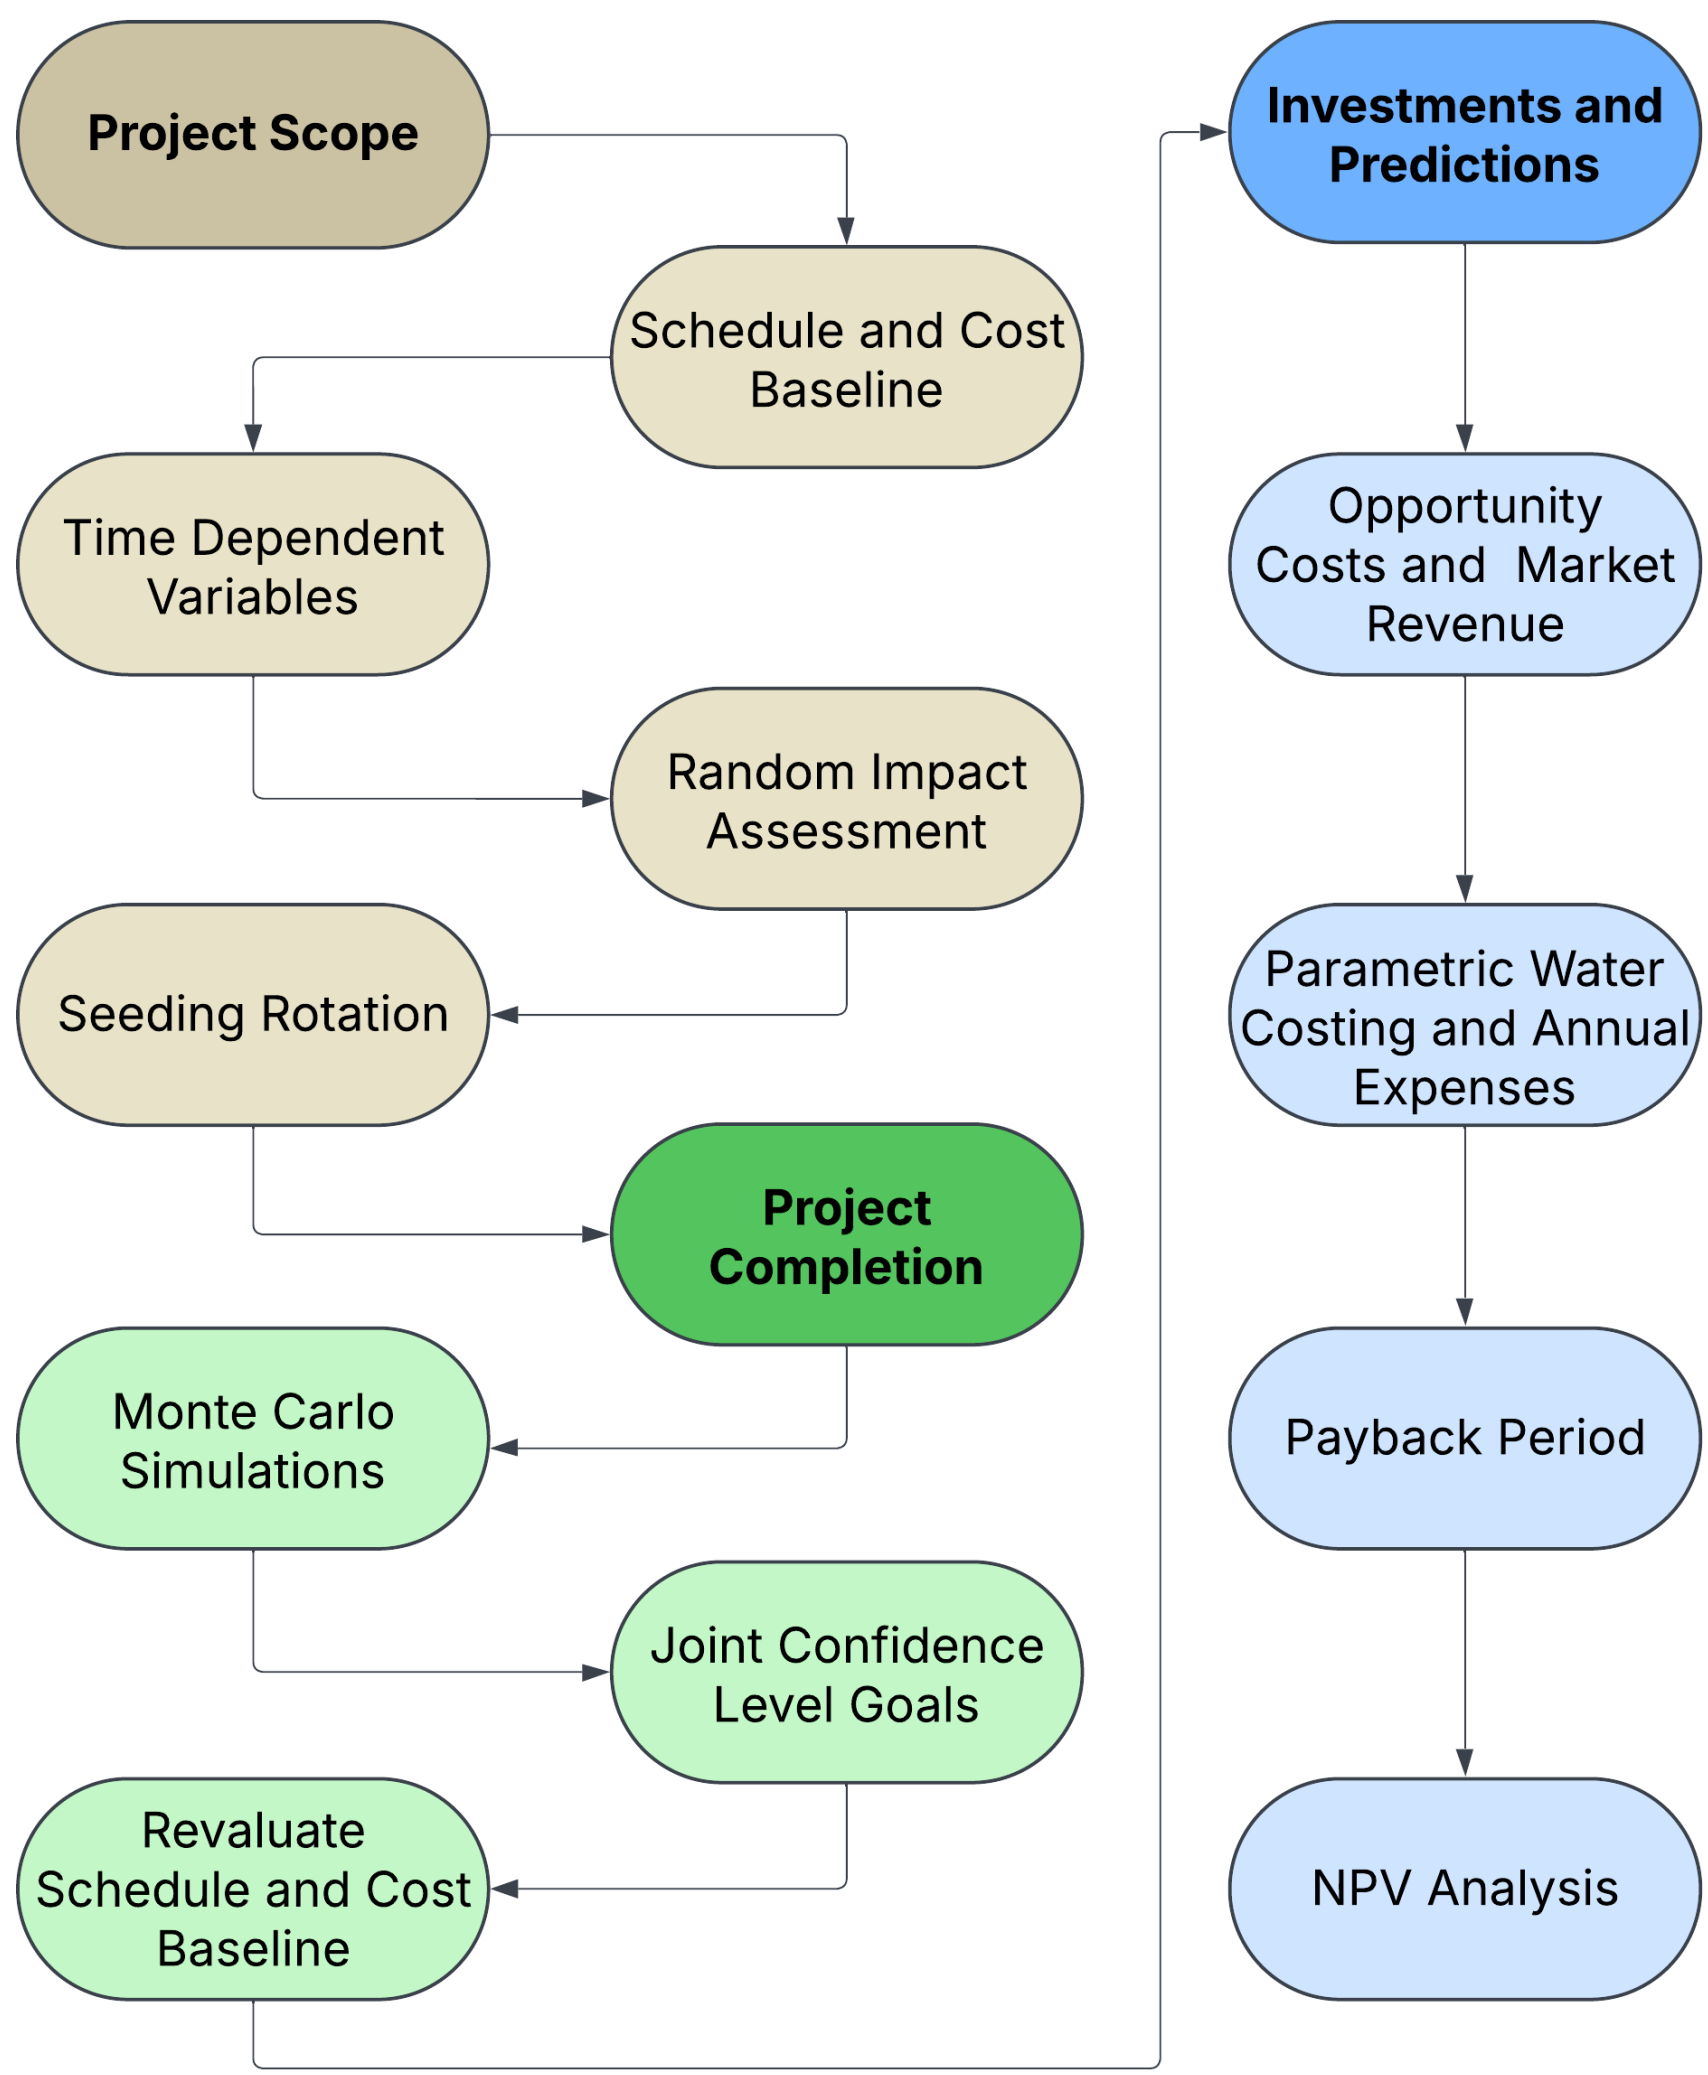 Project Scope
Schedule and Cost
Baseline
Time Dependent
Variables
Random Impact
Assessment
Seeding Rotation
Project
Completion
Monte Carlo
Simulations
Joint Confidence
Level Goals
Revaluate
Schedule and Cost
Baseline
Investments and
Predictions
Opportunity
Costs and  Market
Revenue
Parametric Water
Costing and Annual
Expenses
Payback Period
NPV Analysis